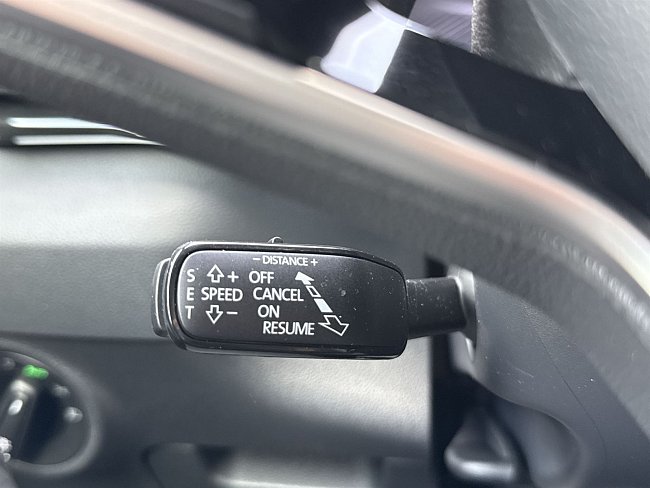 - DISTANCE +
S + OFF
E SPEED CANCEL
T - ON
RESUME